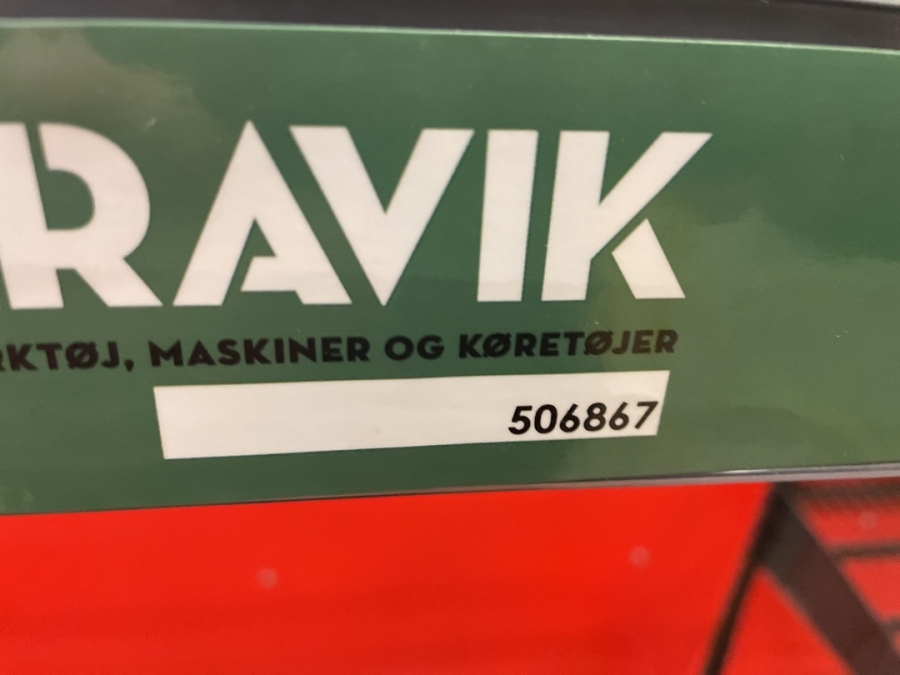 RAVIK
RKTØJ, MASKINER OG KØRETØJER
506867